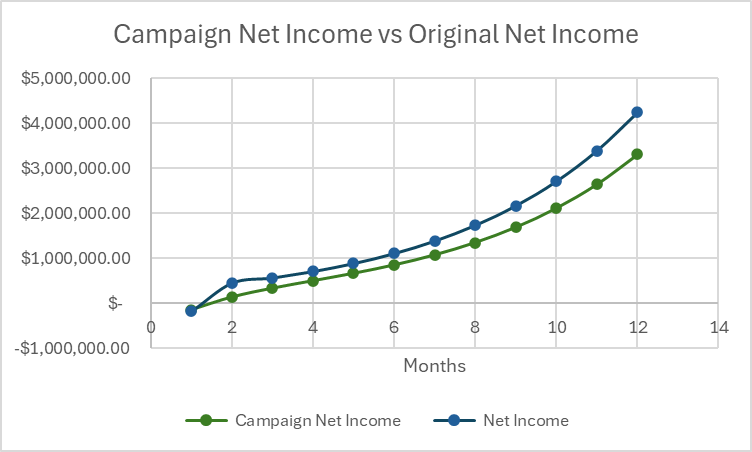 Campaign Net Income vs Original Net Income
$5,000,000.00
$4,000,000.00
$3,000,000.00
$2,000,000.00
$1,000,000.00
$-
0 2 4 6 8 10 12 14
-$1,000,000.00
Months
Campaign Net Income Net Income